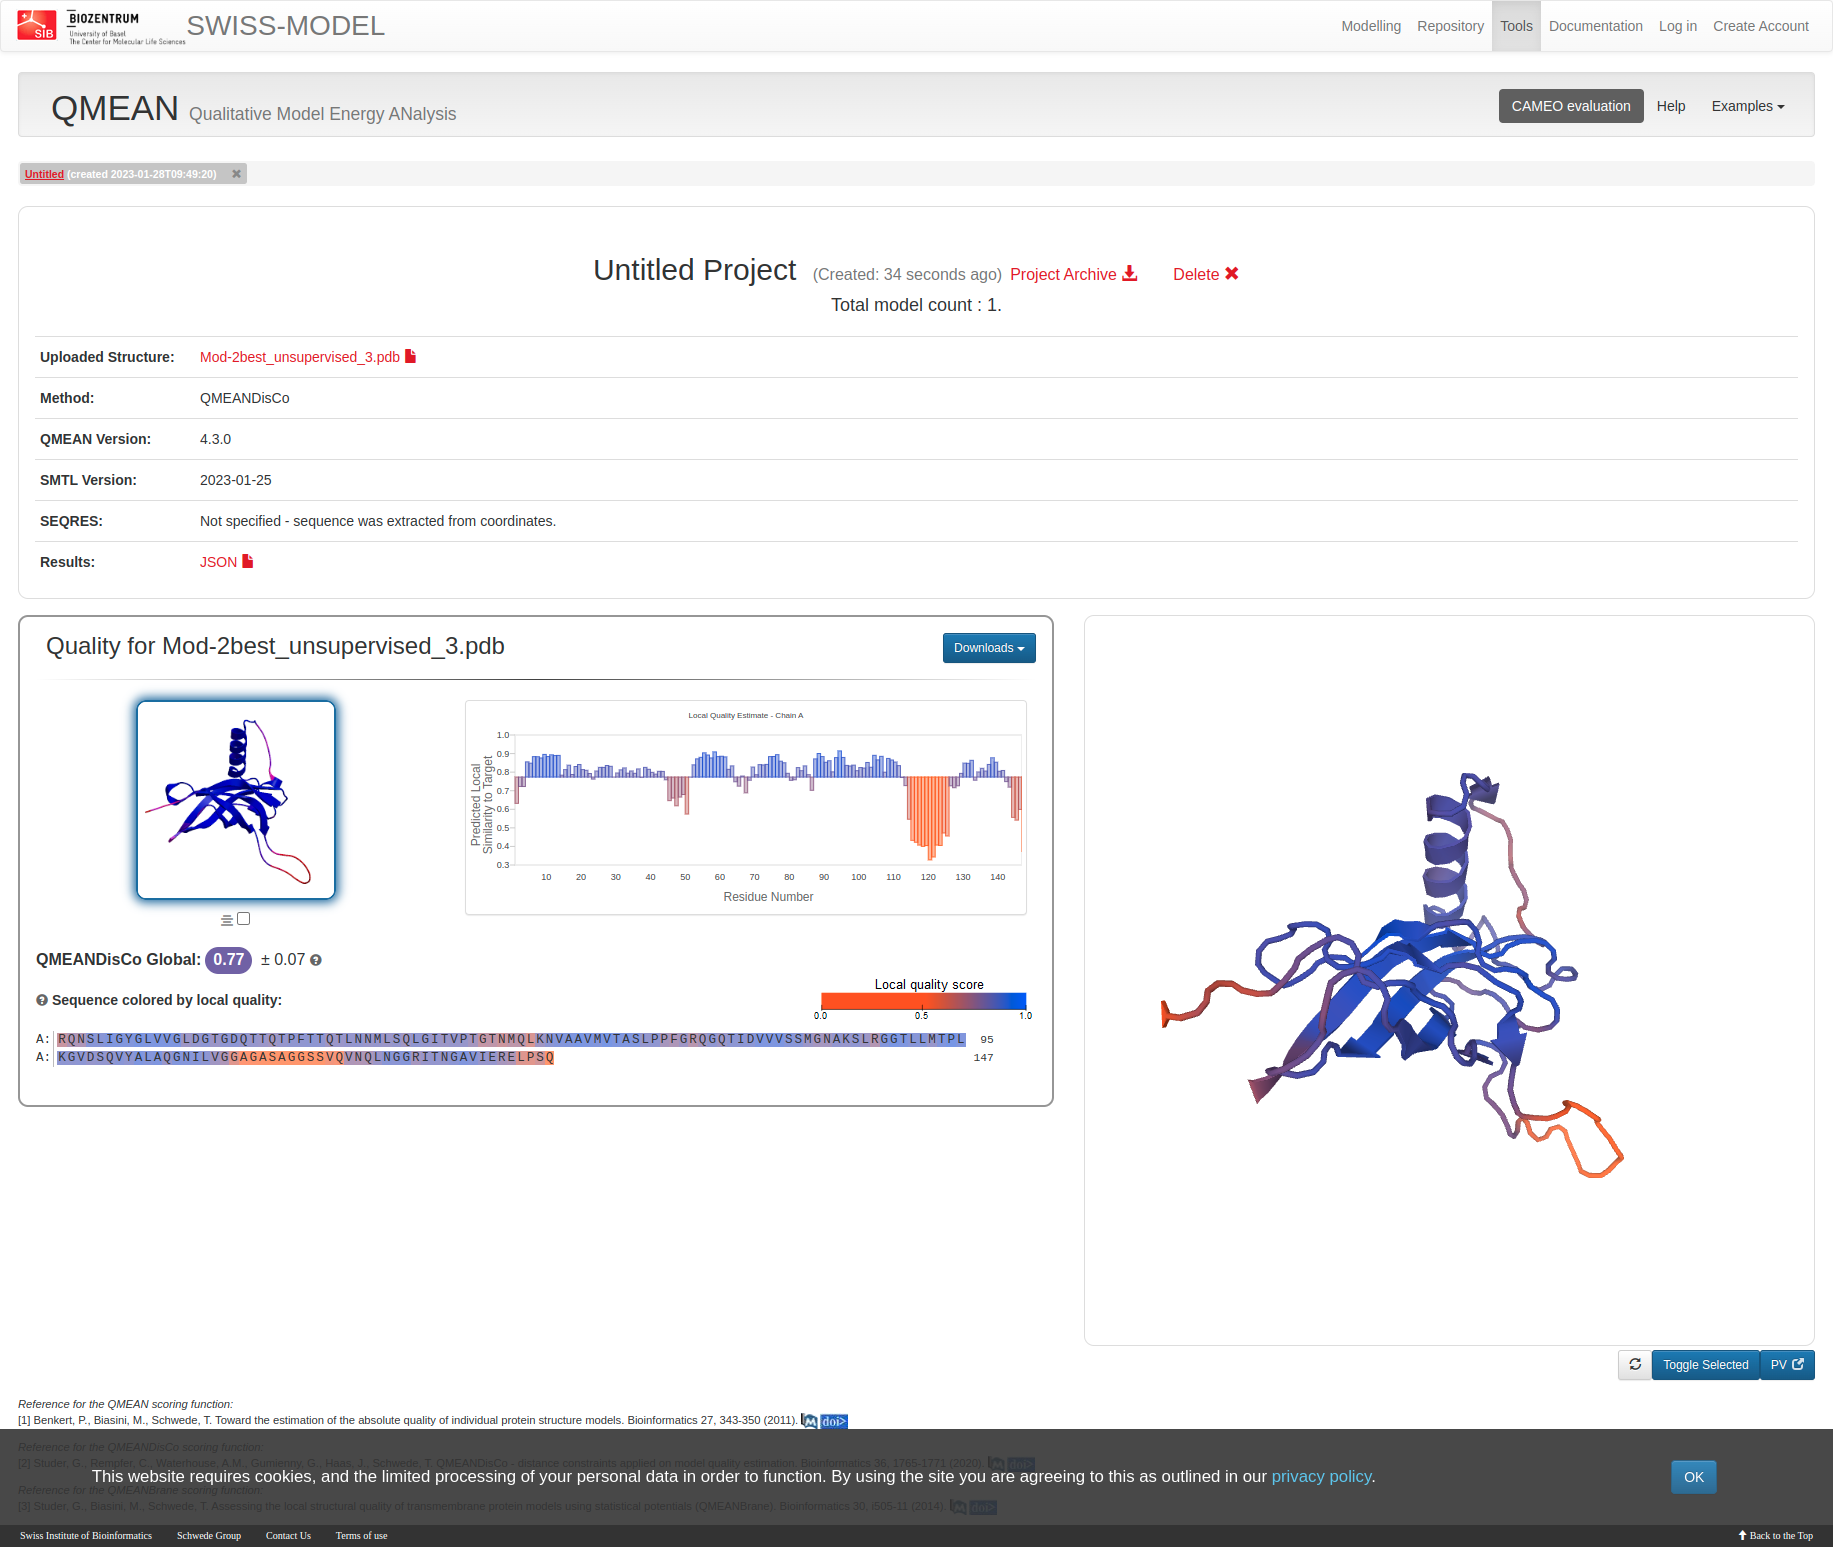 SIB
BIOZENTRUM
University of Basel
The Center for Molecular Life Sciences
SWISS-MODEL
Modelling Repository Tools Documentation Log in Create Account
QMEAN Qualitative Model Energy ANalysis
CAMEO evaluation Help Examples
Untitled (created 2023-01-28T09:49:20)
Untitled Project (Created: 34 seconds ago) Project Archive Delete
Total model count : 1.
Uploaded Structure: Mod-2best_unsupervised_3.pdb
Method: QMEANDisCo
QMEAN Version: 4.3.0
SMTL Version: 2023-01-25
SEQRES: Not specified - sequence was extracted from coordinates.
Results: JSON
Quality for Mod-2best_unsupervised_3.pdb
Downloads
Local Quality Estimate - Chain A
Predicted Local
Similarity to Target
1.0
0.9
0.8
0.7
0.6
0.5
0.4
0.3
10 20 30 40 50 60 70 80 90 100 110 120 130 140
Residue Number
QMEANDisCo Global: 0.77 ± 0.07
Local quality score
0.0 0.5 1.0
Sequence colored by local quality:
A: RQNSLIGYGLVVGLDGTGDQTTQTPFTTQTLNNMLSQLGITVPTGTNMQLKNVAAVMVTASLPPFGRQGQTIDVVVSSMGNAKSLRGGTLLMTPL 95
A: KGVDSQVYALAQGNILVGGAGASAGGSSVQVNQLNGGRITNGAVIERELPSQ 147
Toggle Selected
PV
Reference for the QMEAN scoring function:
[1] Benkert, P., Biasini, M., Schwede, T. Toward the estimation of the absolute quality of individual protein structure models. Bioinformatics 27, 343-350 (2011). M doi>
Reference for the QMEANDisCo scoring function:
[2] Studer, G., Rempfer, C., Waterhouse, A.M., Gumienny, G., Haas, J., Schwede, T. QMEANDisCo - distance constraints applied on model quality estimation. Bioinformatics 36, 1765-1771 (2020). M doi>
This website requires cookies, and the limited processing of your personal data in order to function. By using the site you are agreeing to this as outlined in our privacy policy.
OK
Reference for the QMEANBrane scoring function:
[3] Studer, G., Biasini, M., Schwede, T. Assessing the local structural quality of transmembrane protein models using statistical potentials (QMEANBrane). Bioinformatics 30, i505-11 (2014). M doi>
Swiss Institute of Bioinformatics Schwede Group Contact Us Terms of use
Back to the Top